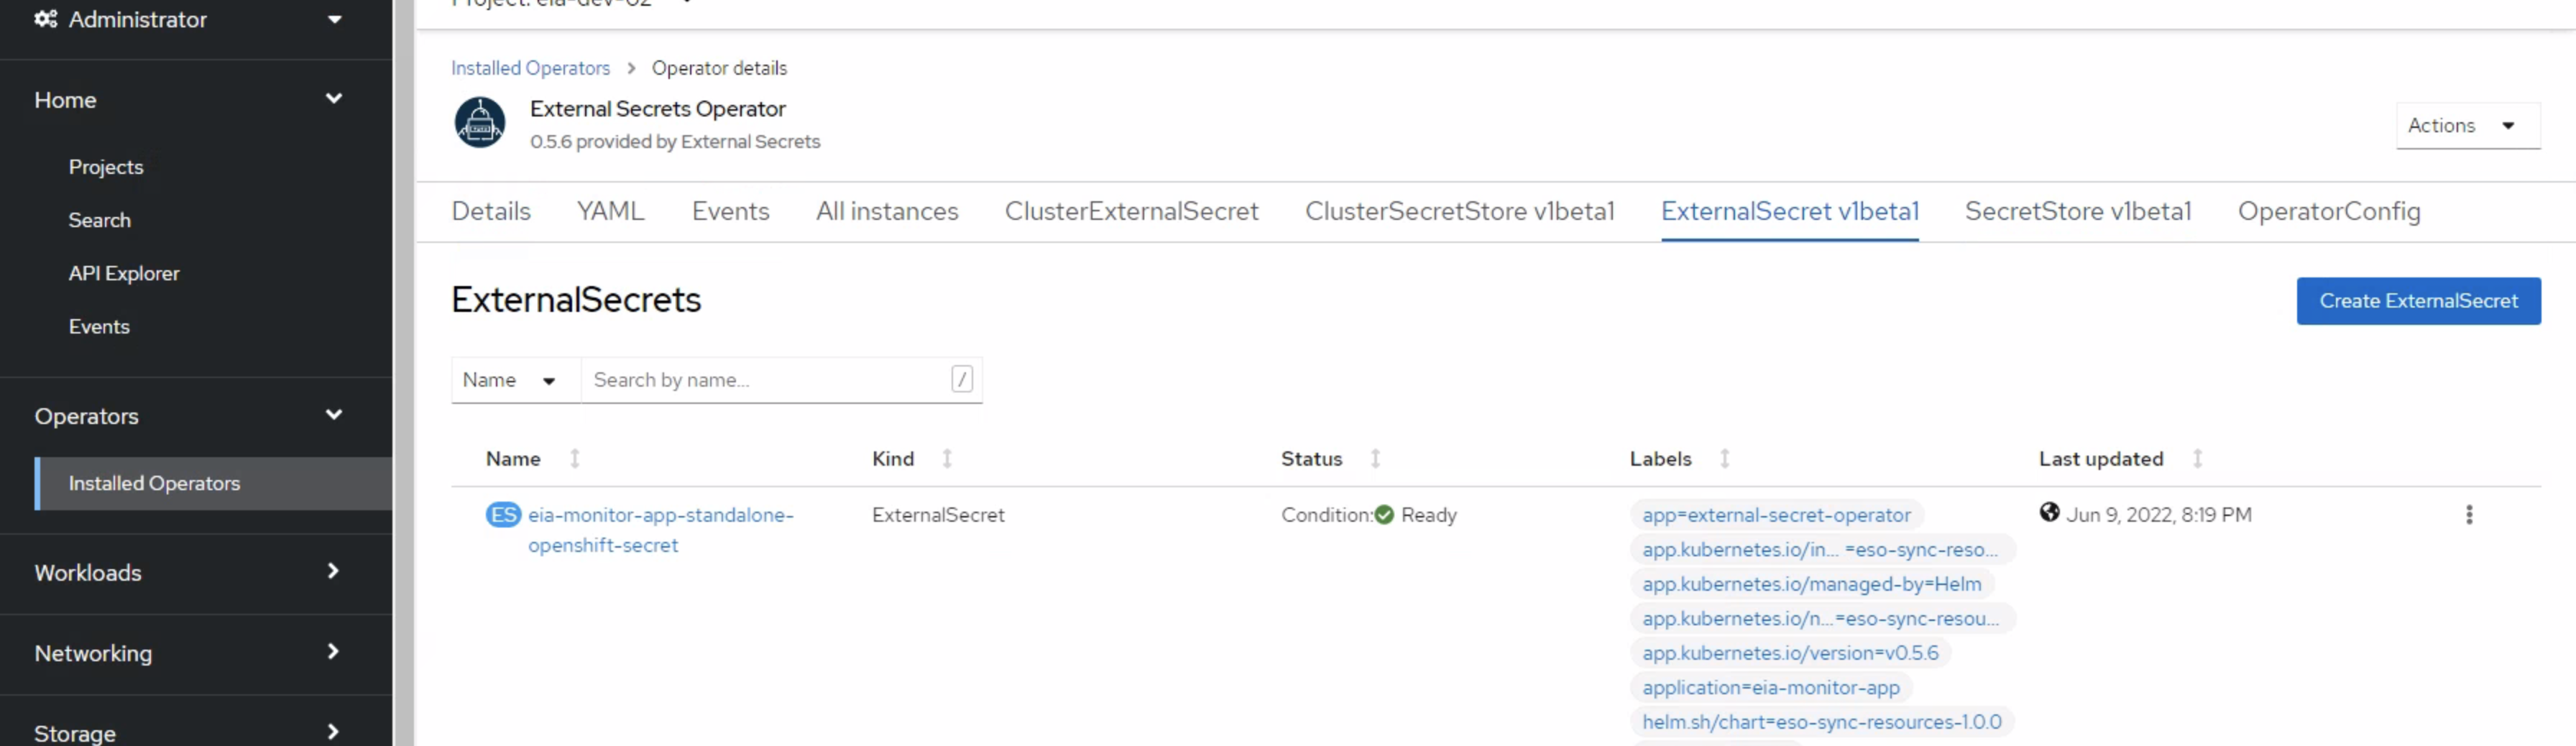 Administrator
Project: eia-dev-02
Home
Projects
Search
API Explorer
Events
Operators
Installed Operators
Workloads
Networking
Storage
Installed Operators > Operator details
External Secrets Operator
0.5.6 provided by External Secrets
Actions
Details YAML Events All instances ClusterExternalSecret ClusterSecretStore v1beta1 ExternalSecret v1beta1 SecretStore v1beta1 OperatorConfig
ExternalSecrets
Create ExternalSecret
Name Search by name... /
Name Kind Status Labels Last updated
ES eia-monitor-app-standalone-
openshift-secret
ExternalSecret
Condition: Ready
app=external-secret-operator
app.kubernetes.io/in... =eso-sync-reso...
app.kubernetes.io/managed-by=Helm
app.kubernetes.io/n...=eso-sync-resou...
app.kubernetes.io/version=v0.5.6
application=eia-monitor-app
helm.sh/chart=eso-sync-resources-1.0.0
Jun 9, 2022, 8:19 PM